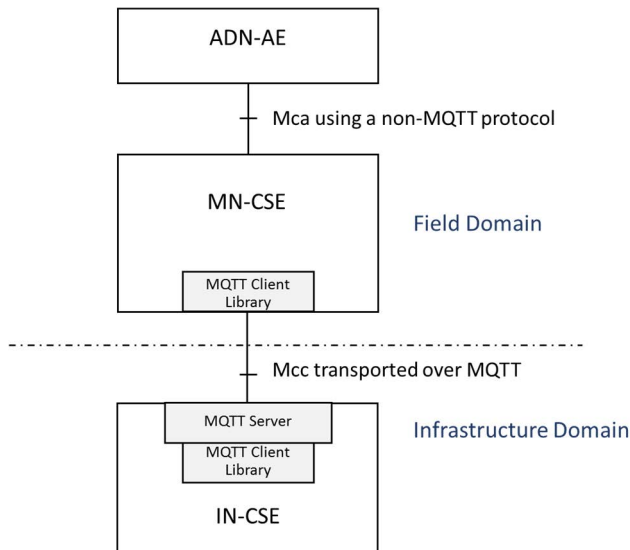 ADN-AE
Mca using a non-MQTT protocol
MN-CSE
Field Domain
MQTT Client
Library
Mcc transported over MQTT
MQTT Server
Infrastructure Domain
MQTT Client
Library
IN-CSE